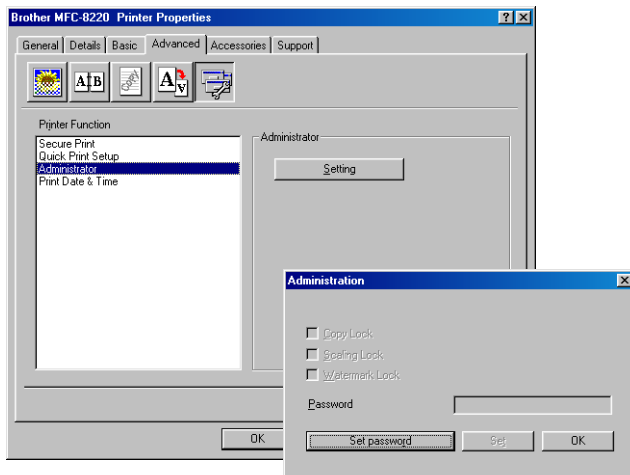 Brother MFC-8220 Printer Properties
General Details Basic Advanced Accessories Support
Printer Function
Secure Print
Quick Print Setup
Administrator
Print Date & Time
Administrator
Setting
OK
Administration
Copy Lock
Scaling Lock
Watermark Lock
Password
Set password Set OK